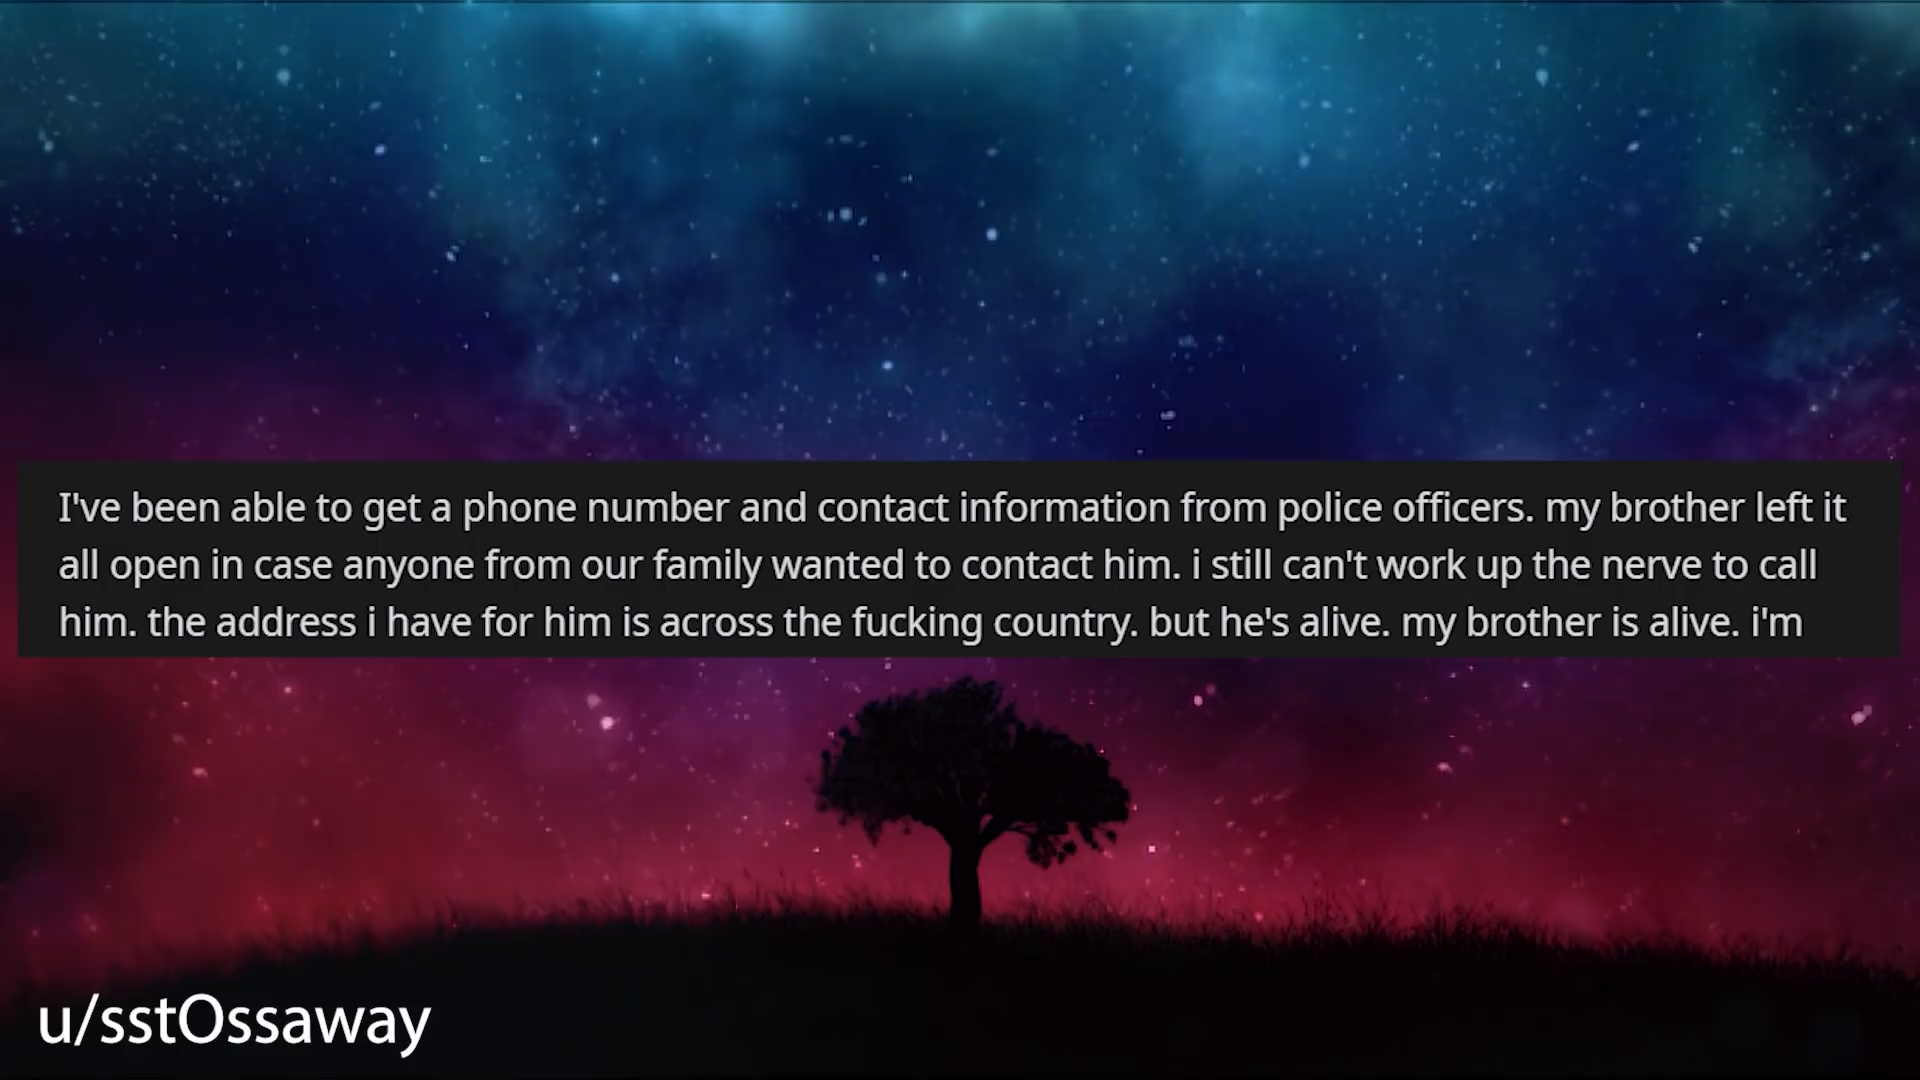 I've been able to get a phone number and contact information from police officers. my brother left it
all open in case anyone from our family wanted to contact him. i still can't work up the nerve to call
him. the address i have for him is across the fucking country. but he's alive. my brother is alive. i'm
u/sstOssaway